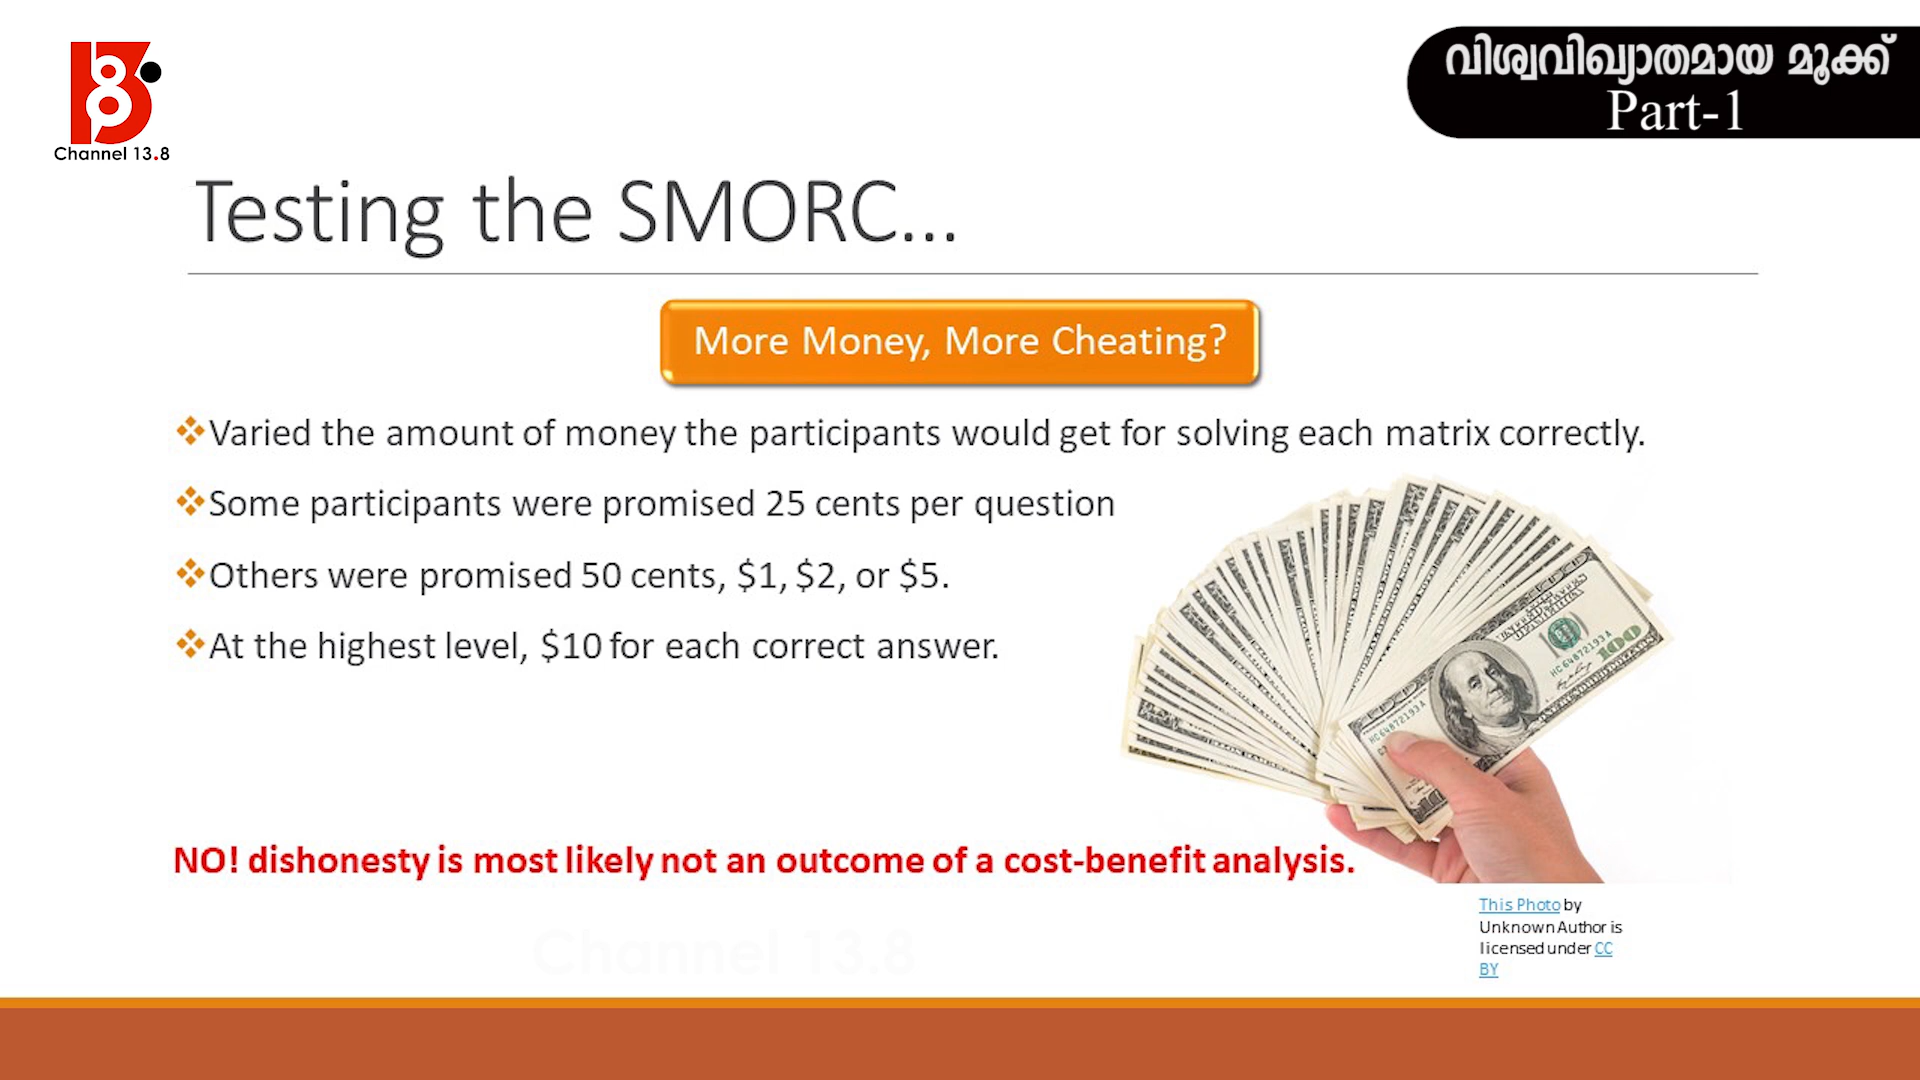 Channel 13.8
വിശ്വവിഖ്യാതമായ മൂക്ക്
Part-1
Testing the SMORC...
More Money, More Cheating?
Varied the amount of money the participants would get for solving each matrix correctly.
Some participants were promised 25 cents per question
Others were promised 50 cents, $1, $2, or $5.
At the highest level, $10 for each correct answer.
NO! dishonesty is most likely not an outcome of a cost-benefit analysis.
This Photo by
Unknown Author is
licensed under CC
BY
Channel 13.8